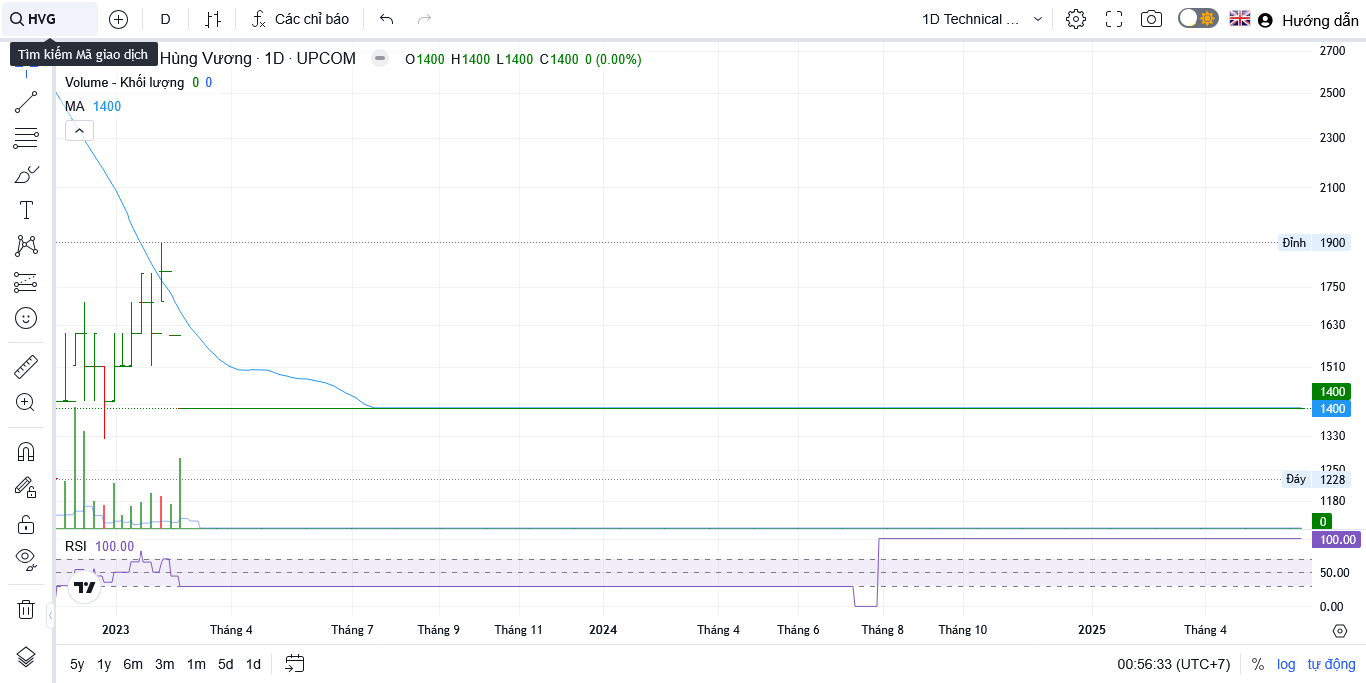 HVG
D
Các chỉ báo
1D Technical ...
Hướng dẫn
Tìm kiếm Mã giao dịch
Hùng Vương · 1D · UPCOM
O1400 H1400 L1400 C1400 0 (0.00%)
Volume - Khối lượng 0 0
MA 1400
2700
2500
2300
2100
Đỉnh 1900
1750
1630
1510
1400
1400
1330
1250
Đáy 1228
1180
0
RSI 100.00
100.00
50.00
0.00
2023 Tháng 4 Tháng 7 Tháng 9 Tháng 11 2024 Tháng 4 Tháng 6 Tháng 8 Tháng 10 2025 Tháng 4
5y 1y 6m 3m 1m 5d 1d
00:56:33 (UTC+7) % log tự động